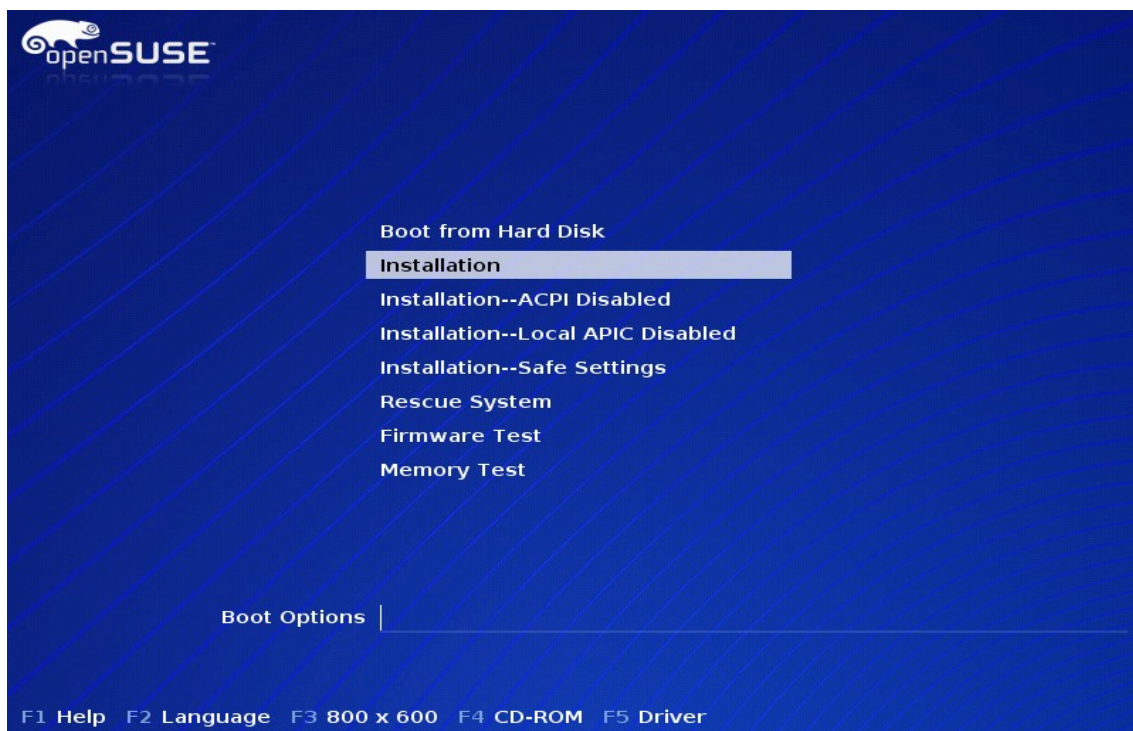 openSUSE
Boot from Hard Disk
Installation
Installation--ACPI Disabled
Installation--Local APIC Disabled
Installation--Safe Settings
Rescue System
Firmware Test
Memory Test
Boot Options
F1 Help F2 Language F3 800 x 600 F4 CD-ROM F5 Driver